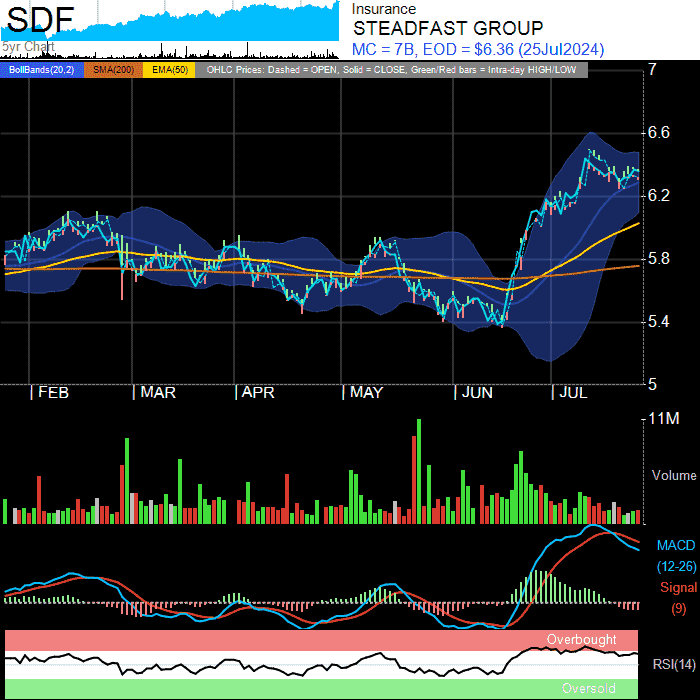 SDF
5yr Chart
Insurance
STEADFAST GROUP
MC = 7B, EOD = $6.36 (25Jul2024)
BollBands(20,2) SMA(200) EMA(50) OHLC Prices: Dashed = OPEN, Solid = CLOSE, Green/Red bars = Intra-day HIGH/LOW
7
6.6
6.2
5.8
5.4
5
| FEB | MAR | APR | MAY | JUN | JUL
11M
Volume
MACD
(12-26)
Signal
(9)
Overbought
RSI(14)
Oversold